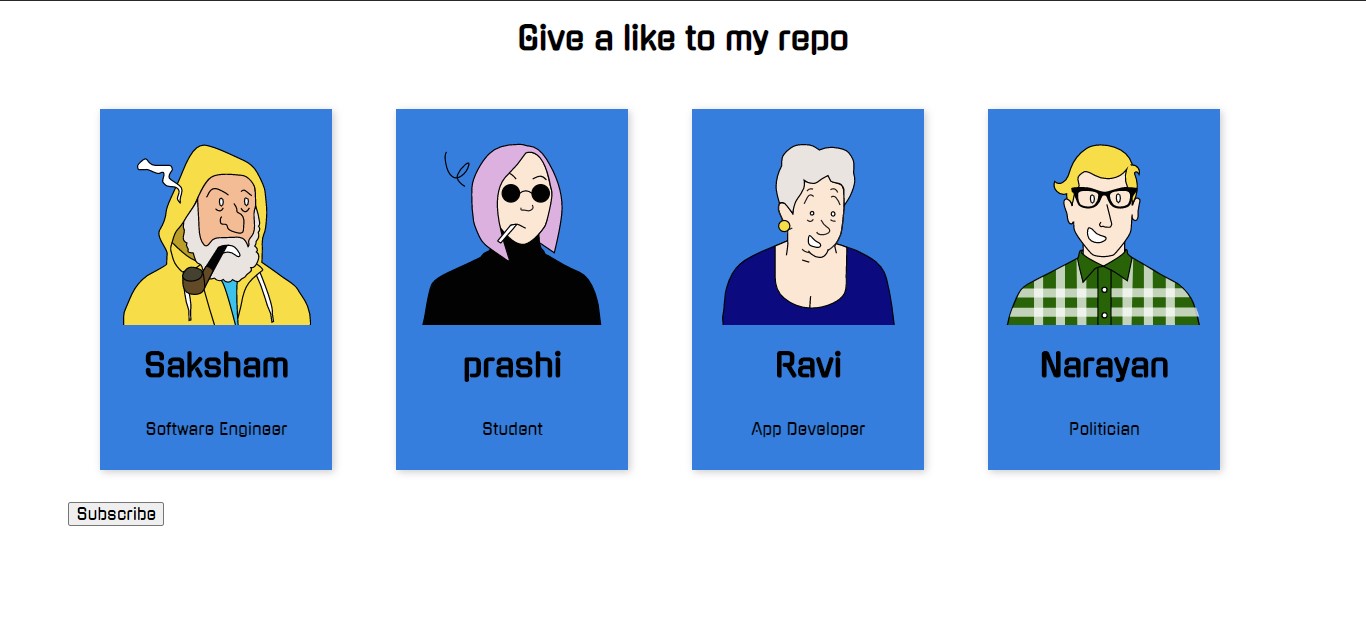 Give a like to my repo
Saksham
Software Engineer
prashi
Student
Ravi
App Developer
Narayan
Politician
Subscribe